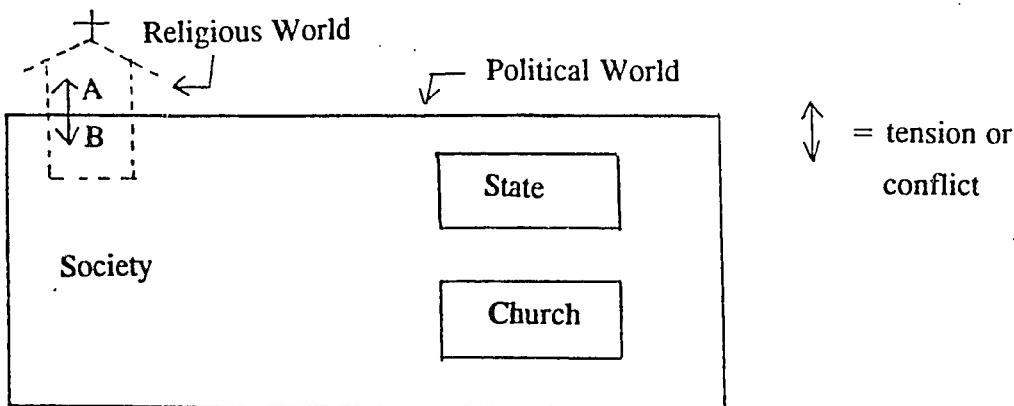 Religious World
Political World
A
B
= tension or
conflict
State
Society
Church